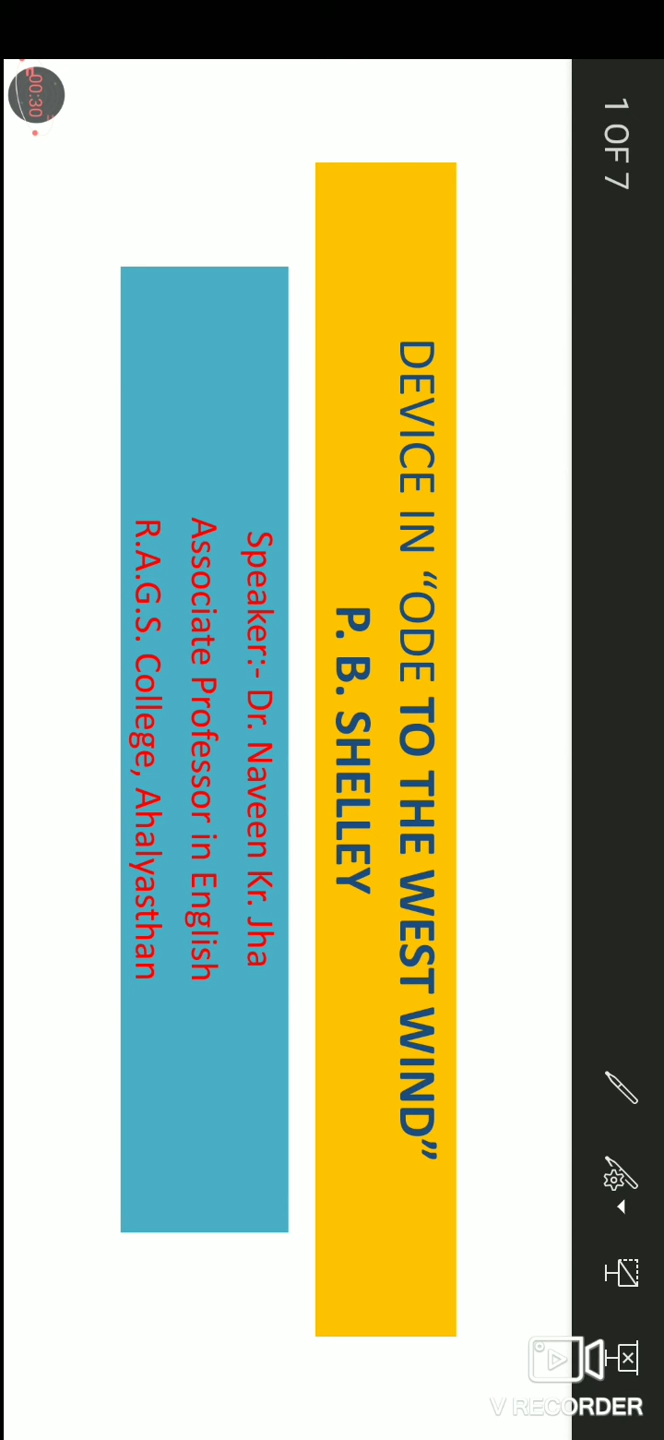 1 OF 7
DEVICE IN “ODE TO THE WEST WIND”
P. B. SHELLEY
Speaker:- Dr. Naveen Kr. Jha
Associate Professor in English
R.A.G.S. College, Ahalyasthan
00:30
V RECORDER